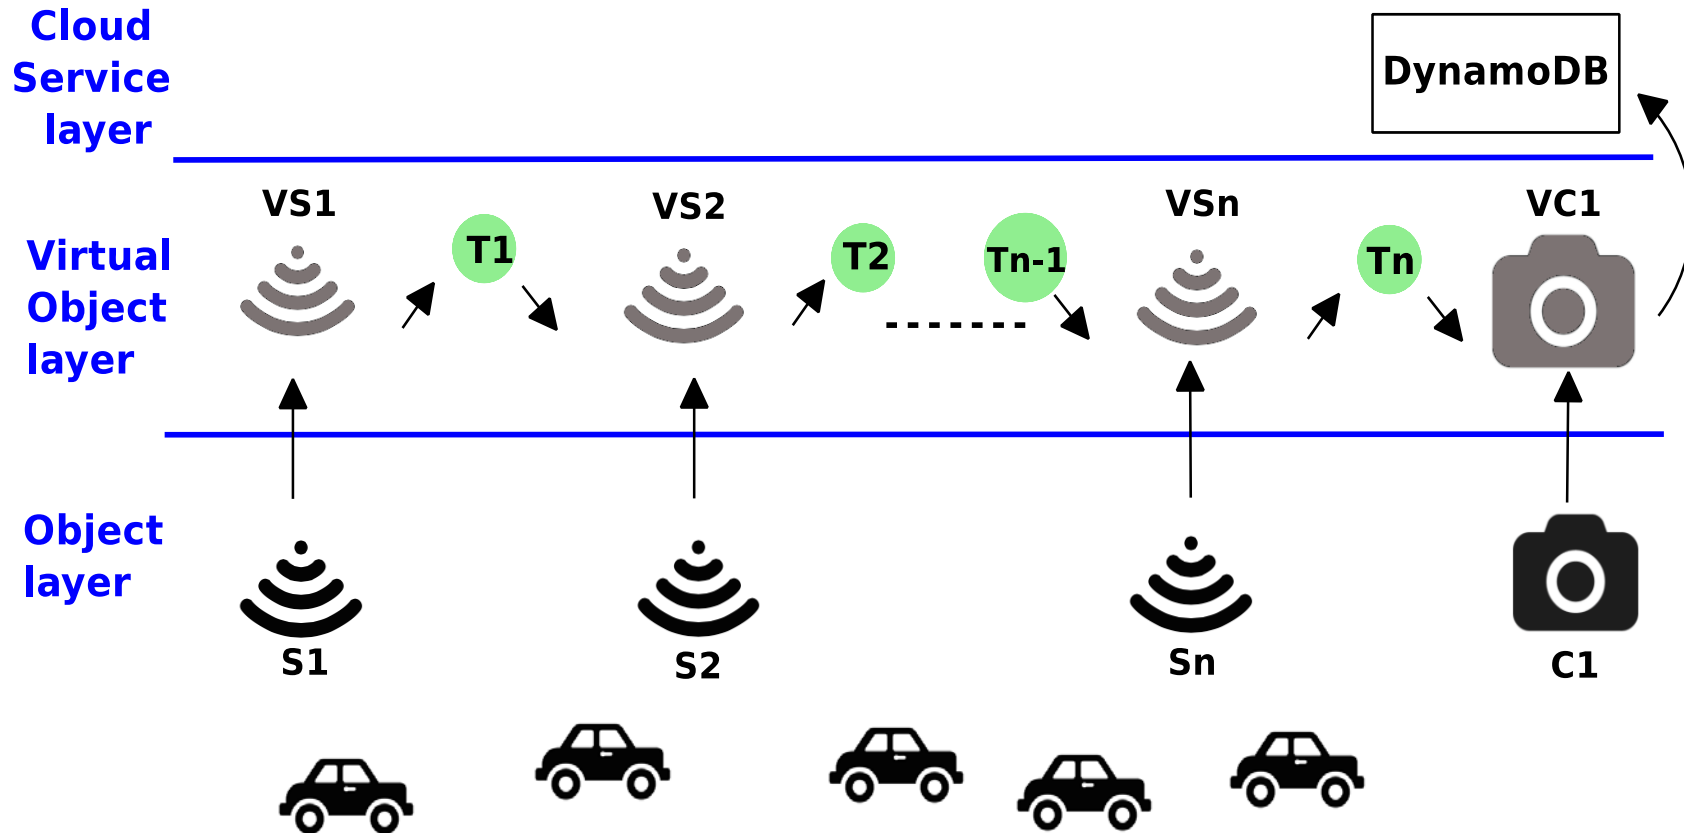 Cloud
Service
layer
DynamoDB
VS1
VS2
VSn
VC1
T1
T2
Tn-1
Tn
Virtual
Object
layer
Object
layer
S1
S2
Sn
C1